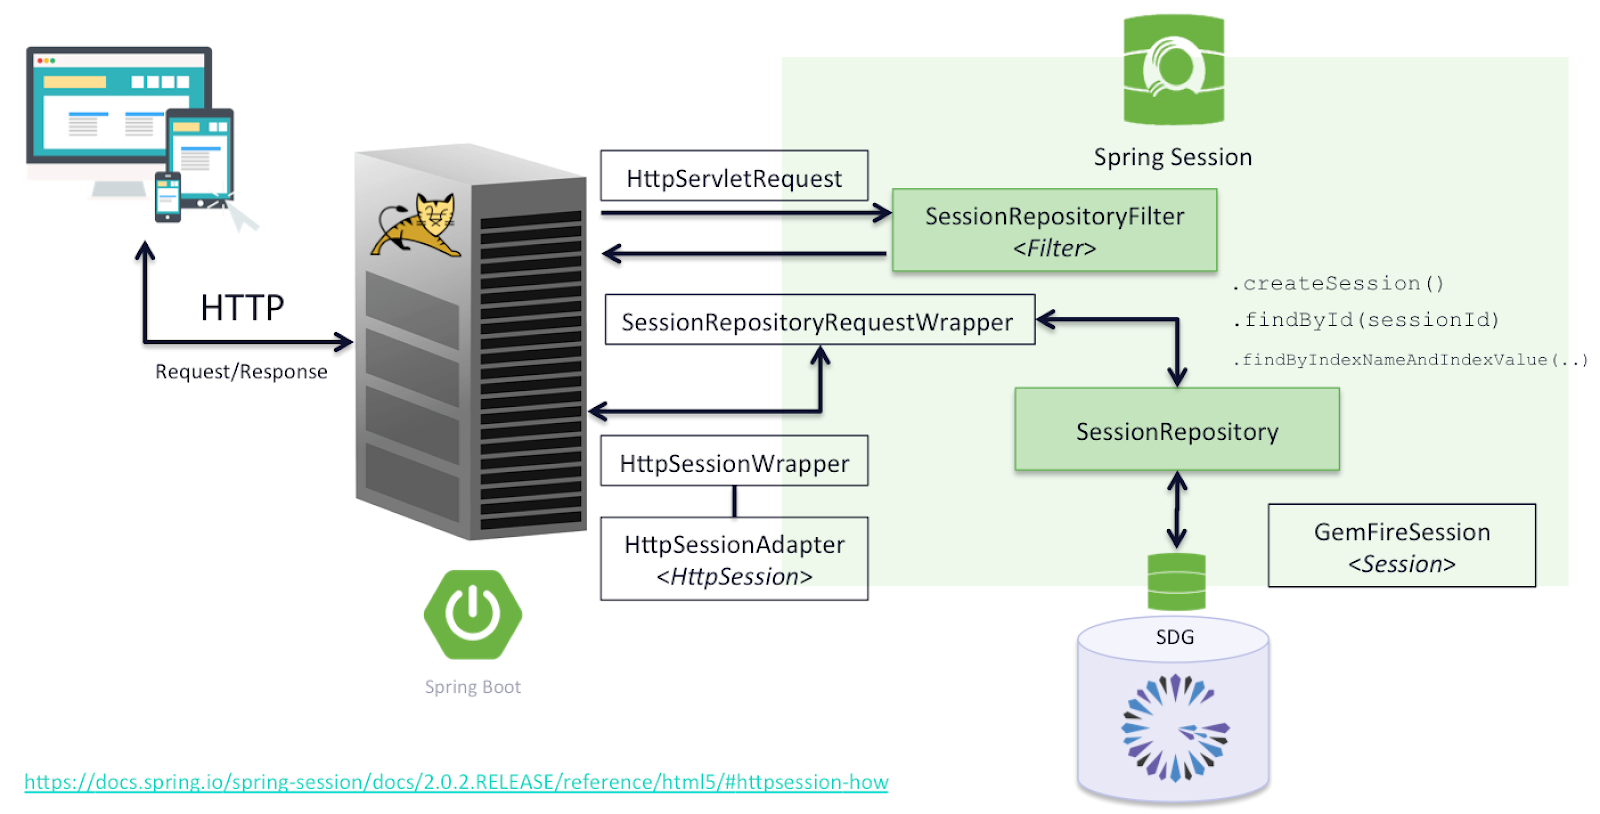 Spring Session
HttpServletRequest
SessionRepositoryFilter
<Filter>
.createSession()
HTTP
SessionRepositoryRequestWrapper
.findById(sessionId)
.findByIndexNameAndIndexValue(..)
Request/Response
SessionRepository
HttpSessionWrapper
GemFireSession
<Session>
HttpSessionAdapter
<HttpSession>
SDG
Spring Boot
https://docs.spring.io/spring-session/docs/2.0.2.RELEASE/reference/html5/#httpsession-how